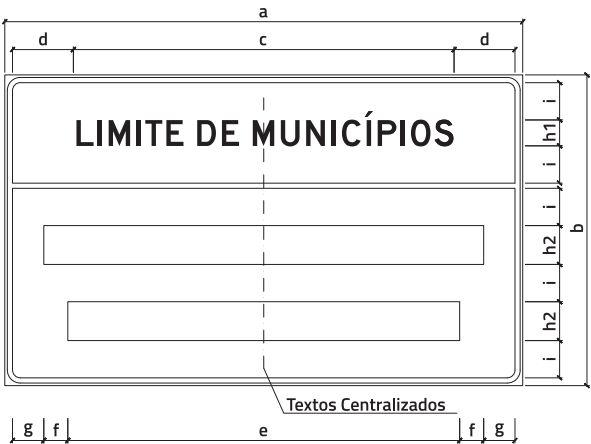 a
d c d
i
LIMITE DE MUNICÍPIOS
h1
i
i
b
h2
i
h2
i
Textos Centralizados
g f e f g